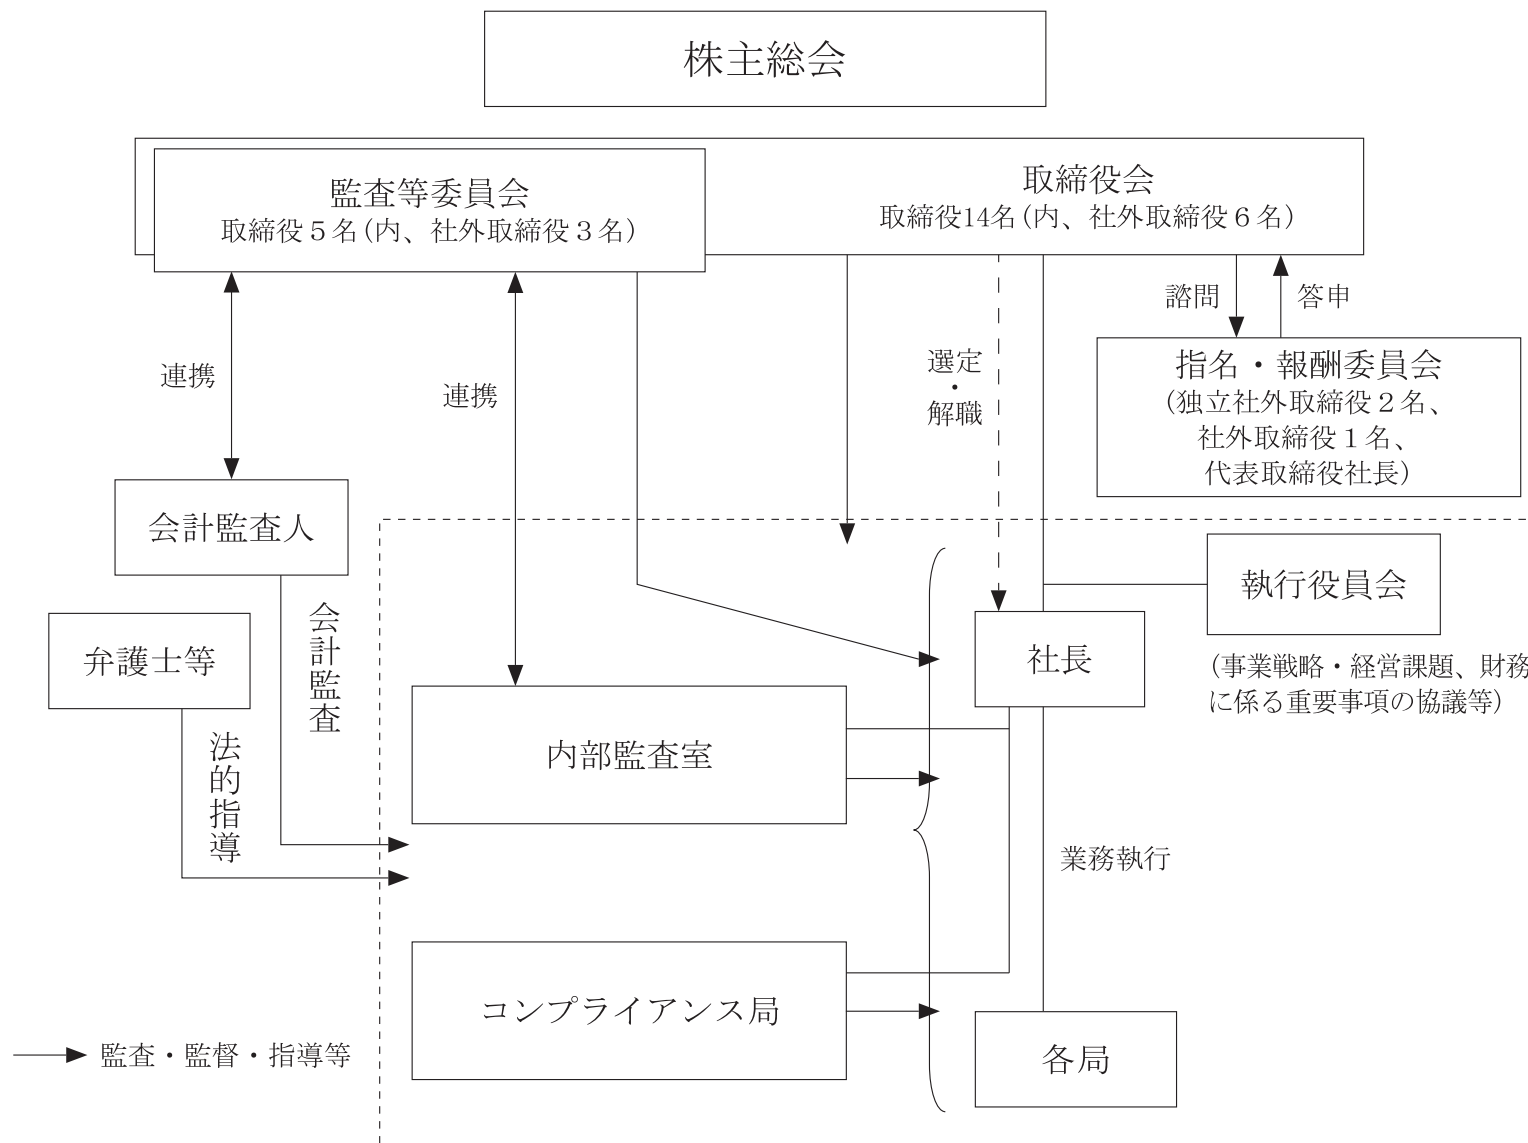 株主総会
監査等委員会
取締役５名（内、社外取締役３名）
取締役会
取締役14名（内、社外取締役６名）
諮問
答申
連携
連携
選定
・
解職
指名・報酬委員会
（独立社外取締役２名、
社外取締役１名、
代表取締役社長）
会計監査人
執行役員会
（事業戦略・経営課題、財務
に係る重要事項の協議等）
会計監査
弁護士等
社長
法的指導
内部監査室
業務執行
コンプライアンス局
各局
監査・監督・指導等